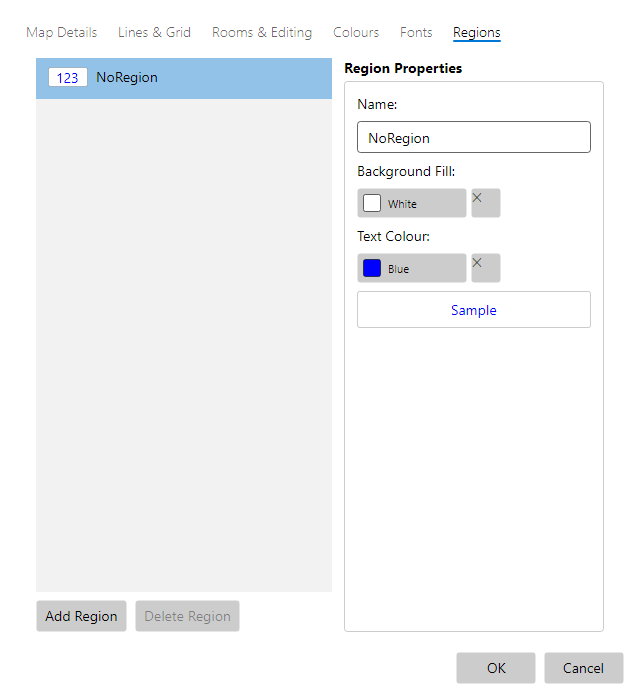 Map Details Lines & Grid Rooms & Editing Colours Fonts Regions
123 NoRegion
Region Properties
Name:
NoRegion
Background Fill:
White
Text Colour:
Blue
Sample
Add Region Delete Region
OK Cancel